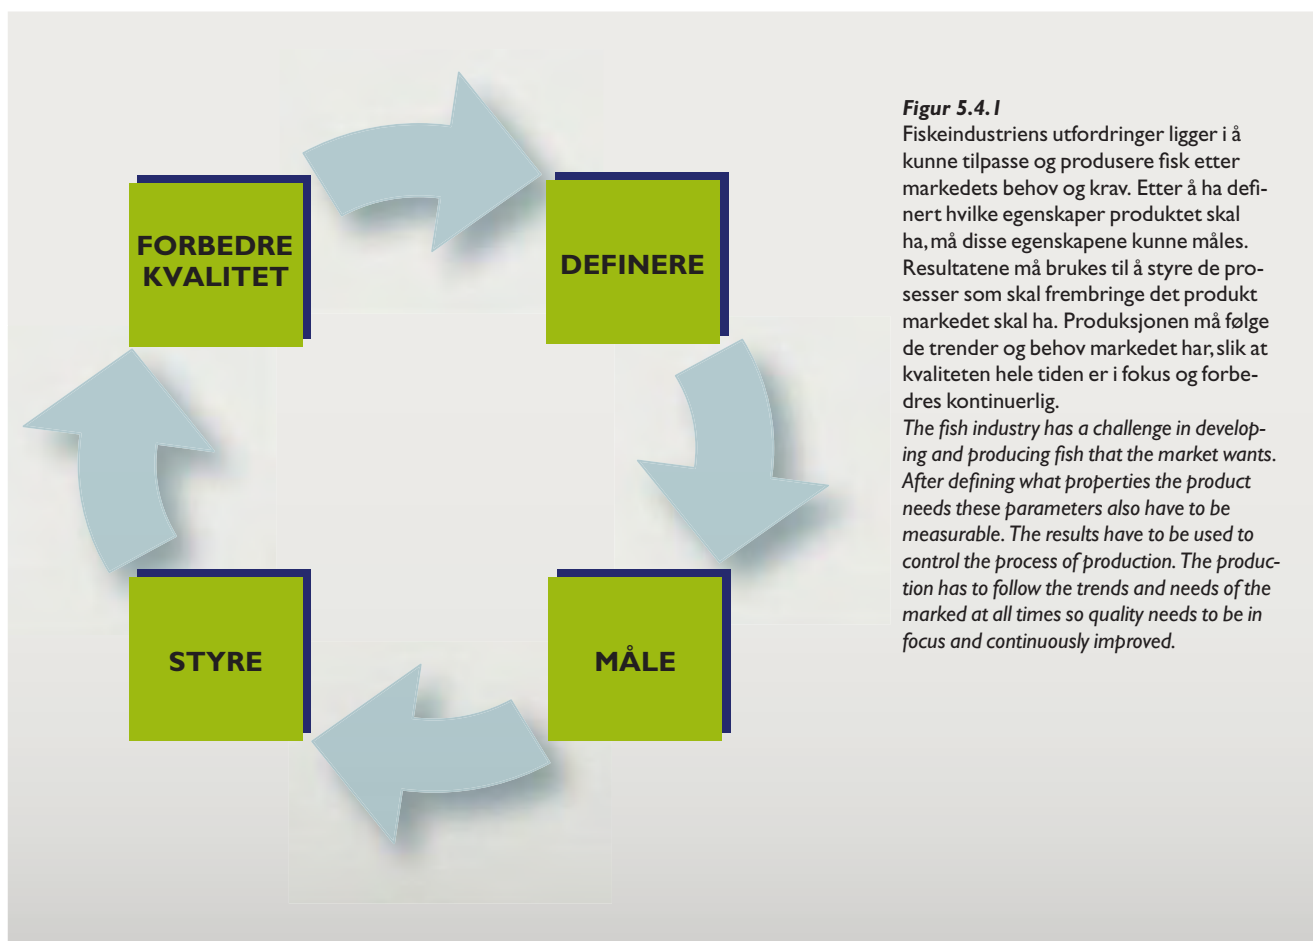 FORBEDRE
KVALITET
DEFINERE
STYRE
MÅLE
Figur 5.4.1
Fiskeindustriens utfordringer ligger i å
kunne tilpasse og produsere fisk etter
markedets behov og krav. Etter å ha defi-
nert hvilke egenskaper produktet skal
ha, må disse egenskapene kunne måles.
Resultatene må brukes til å styre de pro-
sesser som skal frembringe det produkt
markedet skal ha. Produksjonen må følge
de trender og behov markedet har, slik at
kvaliteten hele tiden er i fokus og forbe-
dres kontinuerlig.
The fish industry has a challenge in develop-
ing and producing fish that the market wants.
After defining what properties the product
needs these parameters also have to be
measurable. The results have to be used to
control the process of production. The produc-
tion has to follow the trends and needs of the
marked at all times so quality needs to be in
focus and continuously improved.